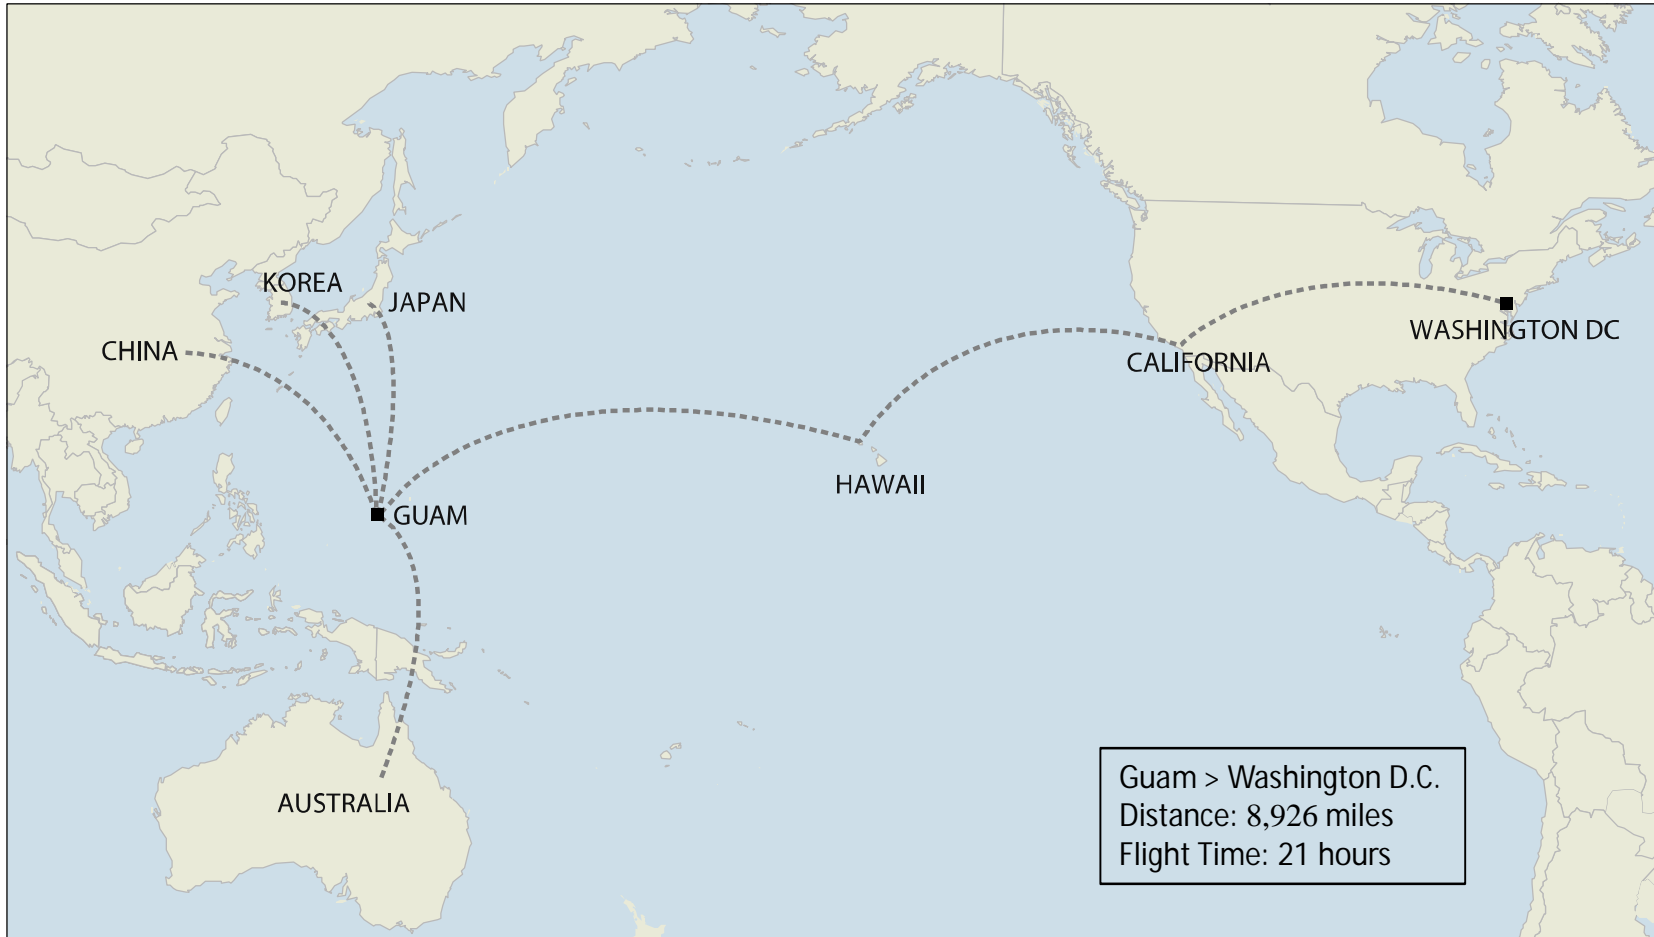 KOREA
JAPAN
CHINA
WASHINGTON DC
CALIFORNIA
HAWAII
GUAM
AUSTRALIA
Guam > Washington D.C.
Distance: 8,926 miles
Flight Time: 21 hours